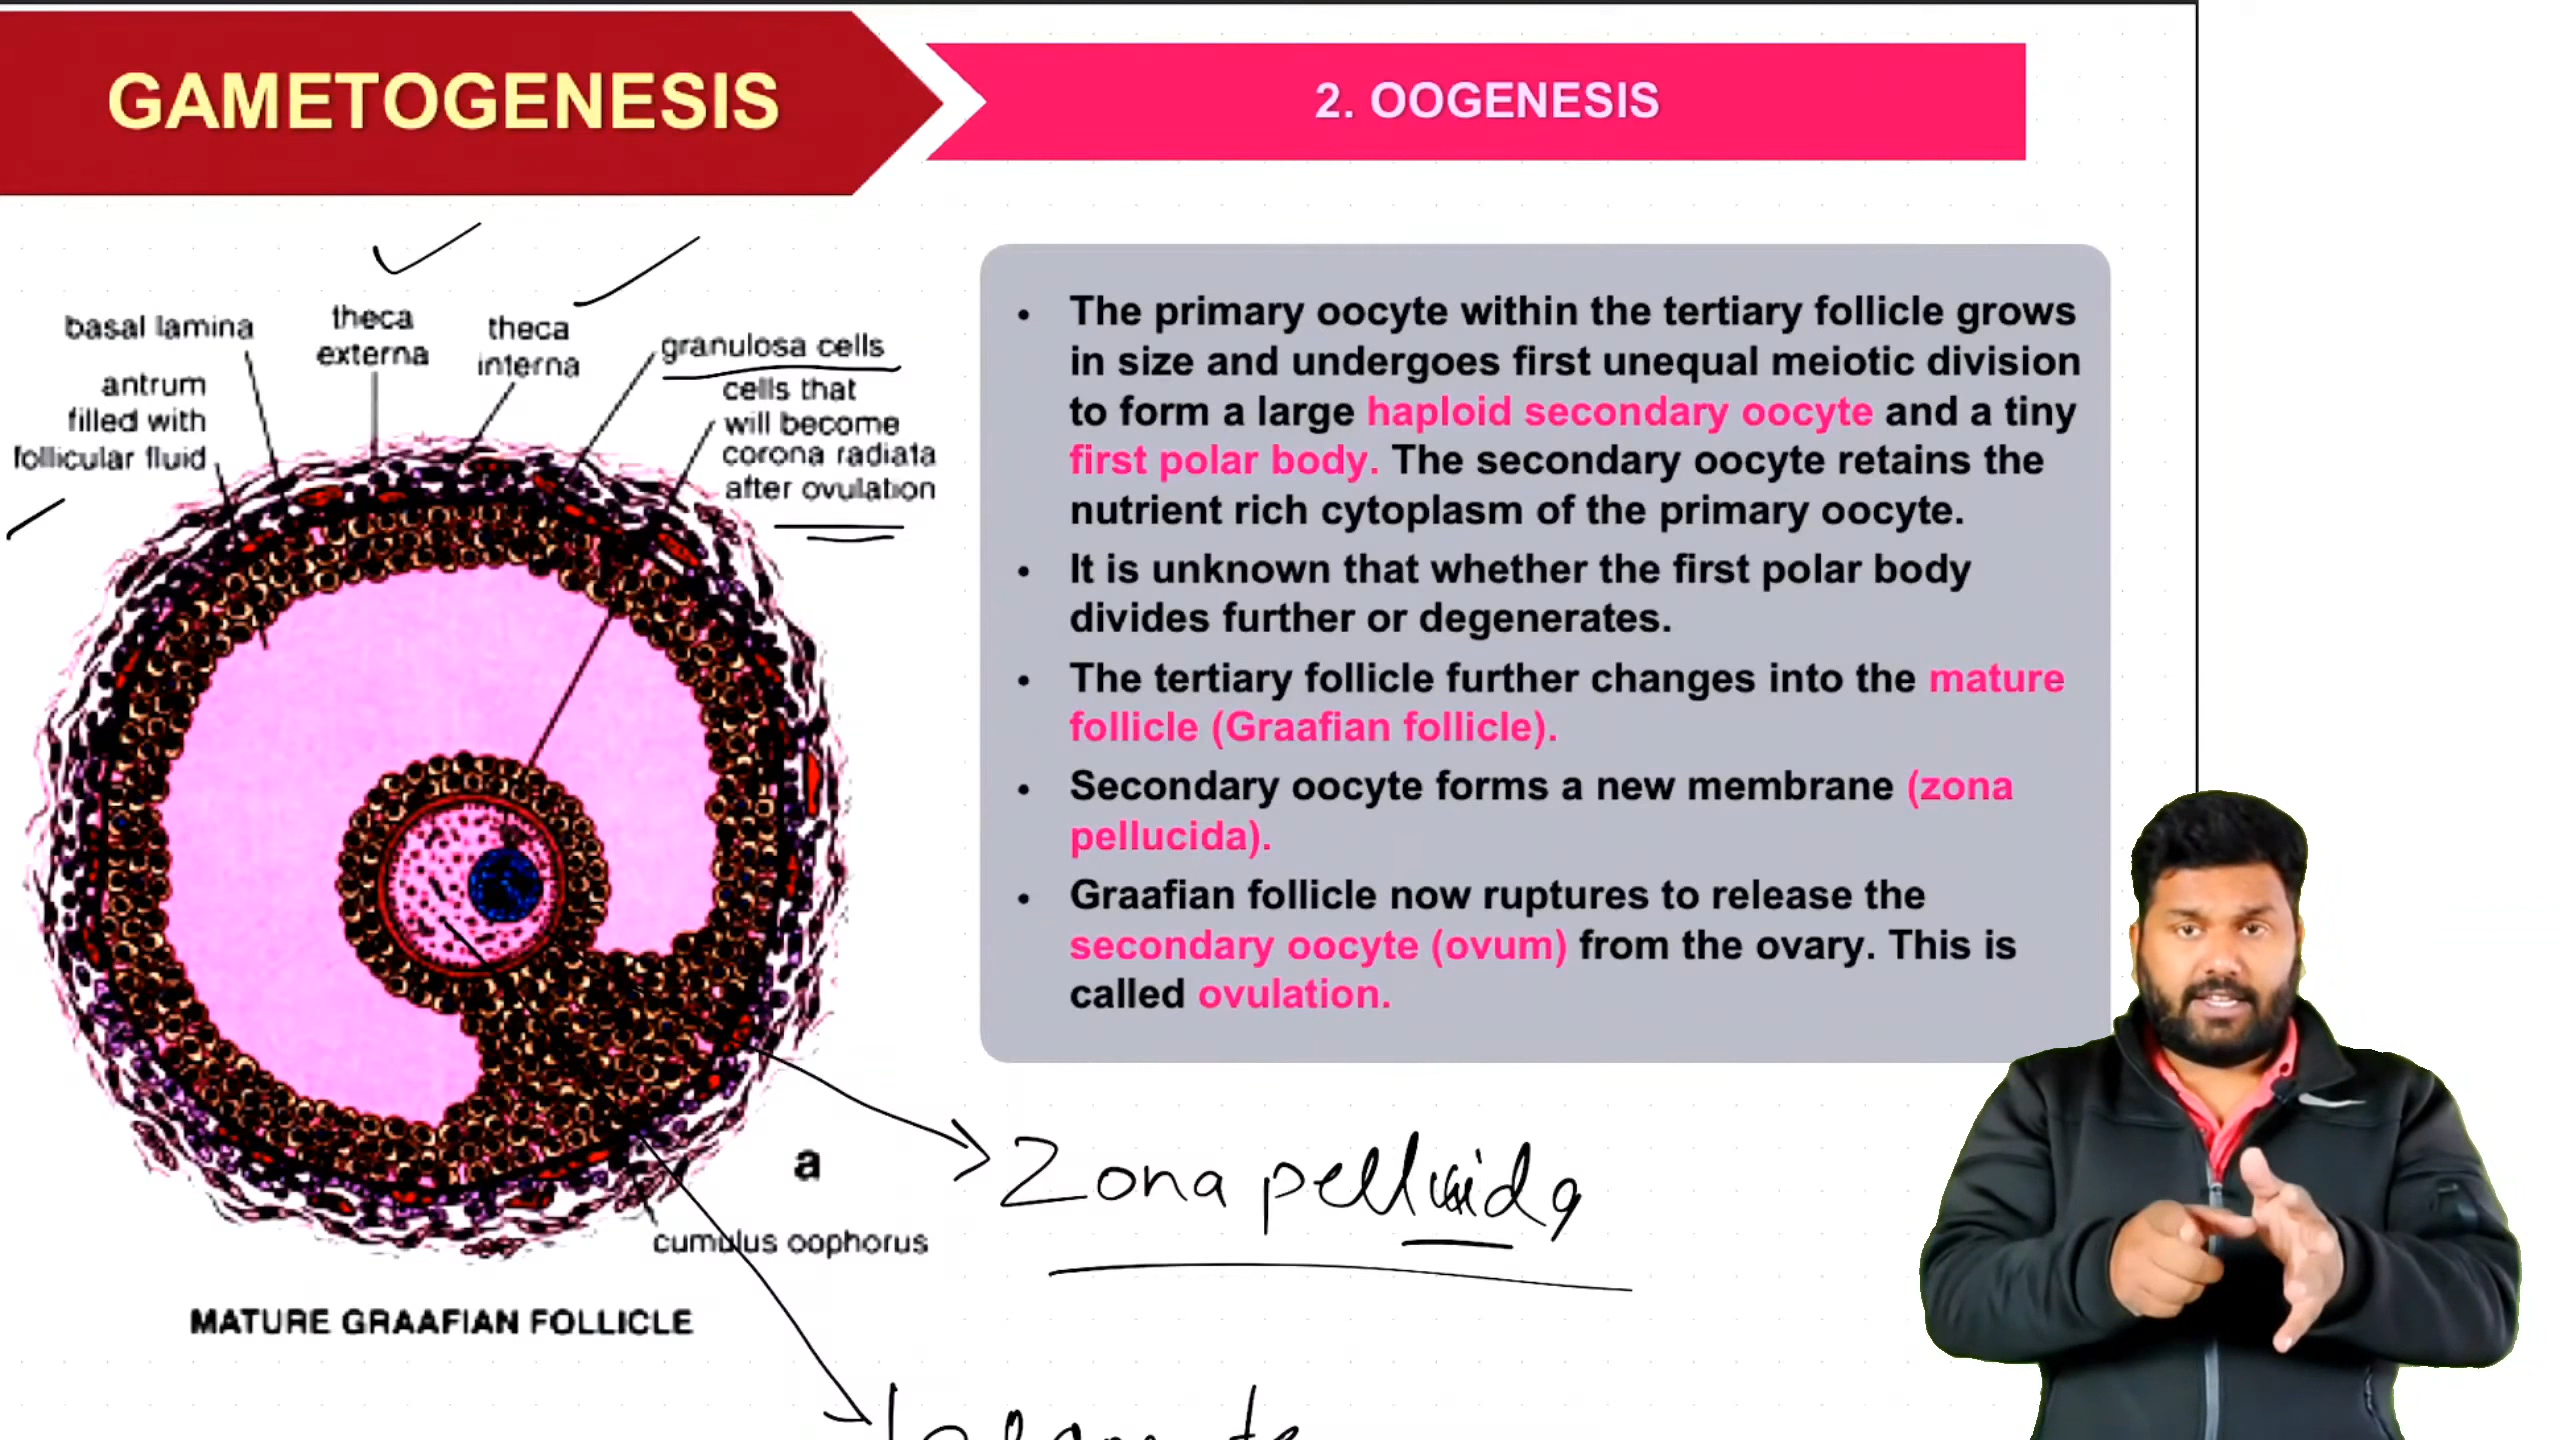 GAMETOGENESIS
2. OOGENESIS
basal lamina
theca
externa
theca
interna
granulosa cells
antrum
filled with
follicular fluid
cells that
will become
corona radiata
after ovulation
a
cumulus oophorus
MATURE GRAAFIAN FOLLICLE
• The primary oocyte within the tertiary follicle grows
in size and undergoes first unequal meiotic division
to form a large haploid secondary oocyte and a tiny
first polar body. The secondary oocyte retains the
nutrient rich cytoplasm of the primary oocyte.
• It is unknown that whether the first polar body
divides further or degenerates.
• The tertiary follicle further changes into the mature
follicle (Graafian follicle).
• Secondary oocyte forms a new membrane (zona
pellucida).
• Graafian follicle now ruptures to release the
secondary oocyte (ovum) from the ovary. This is
called ovulation.
Zona pellucida